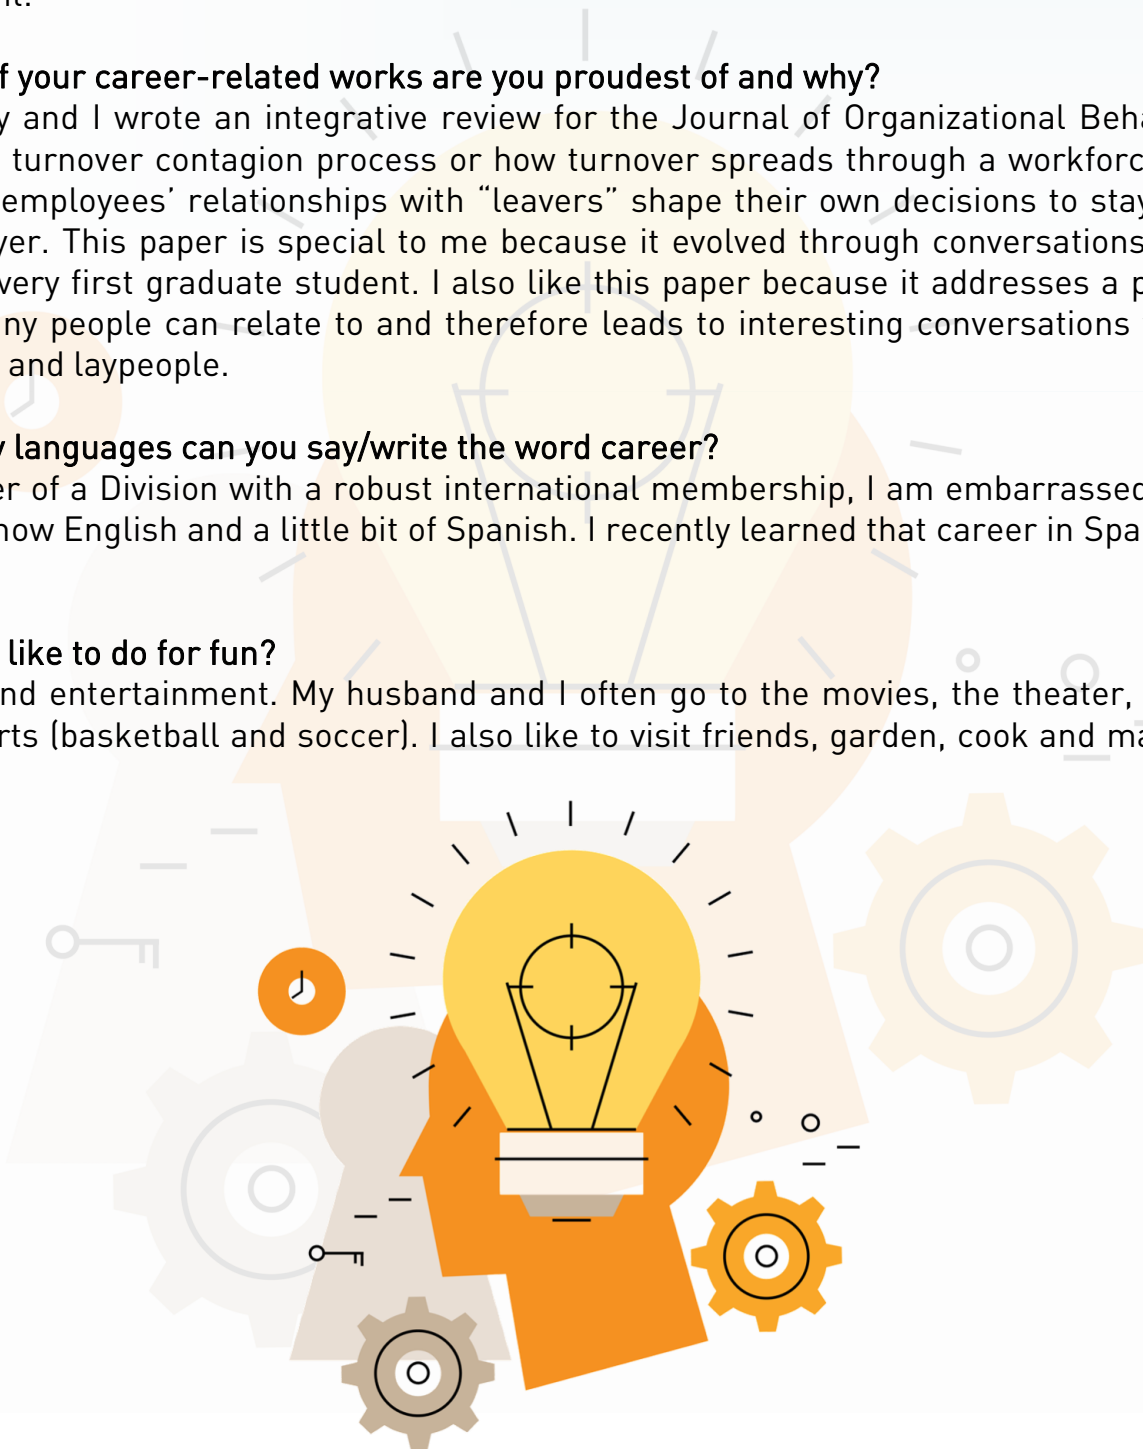 nt.
f your career-related works are you proudest of and why?
y and I wrote an integrative review for the Journal of Organizational Beha
turnover contagion process or how turnover spreads through a workforc
employees’ relationships with “leavers” shape their own decisions to stay
yer. This paper is special to me because it evolved through conversations
very first graduate student. I also like this paper because it addresses a p
ny people can relate to and therefore leads to interesting conversations
and laypeople.
y languages can you say/write the word career?
er of a Division with a robust international membership, I am embarrassed
now English and a little bit of Spanish. I recently learned that career in Spa
like to do for fun?
nd entertainment. My husband and I often go to the movies, the theater,
rts (basketball and soccer). I also like to visit friends, garden, cook and ma